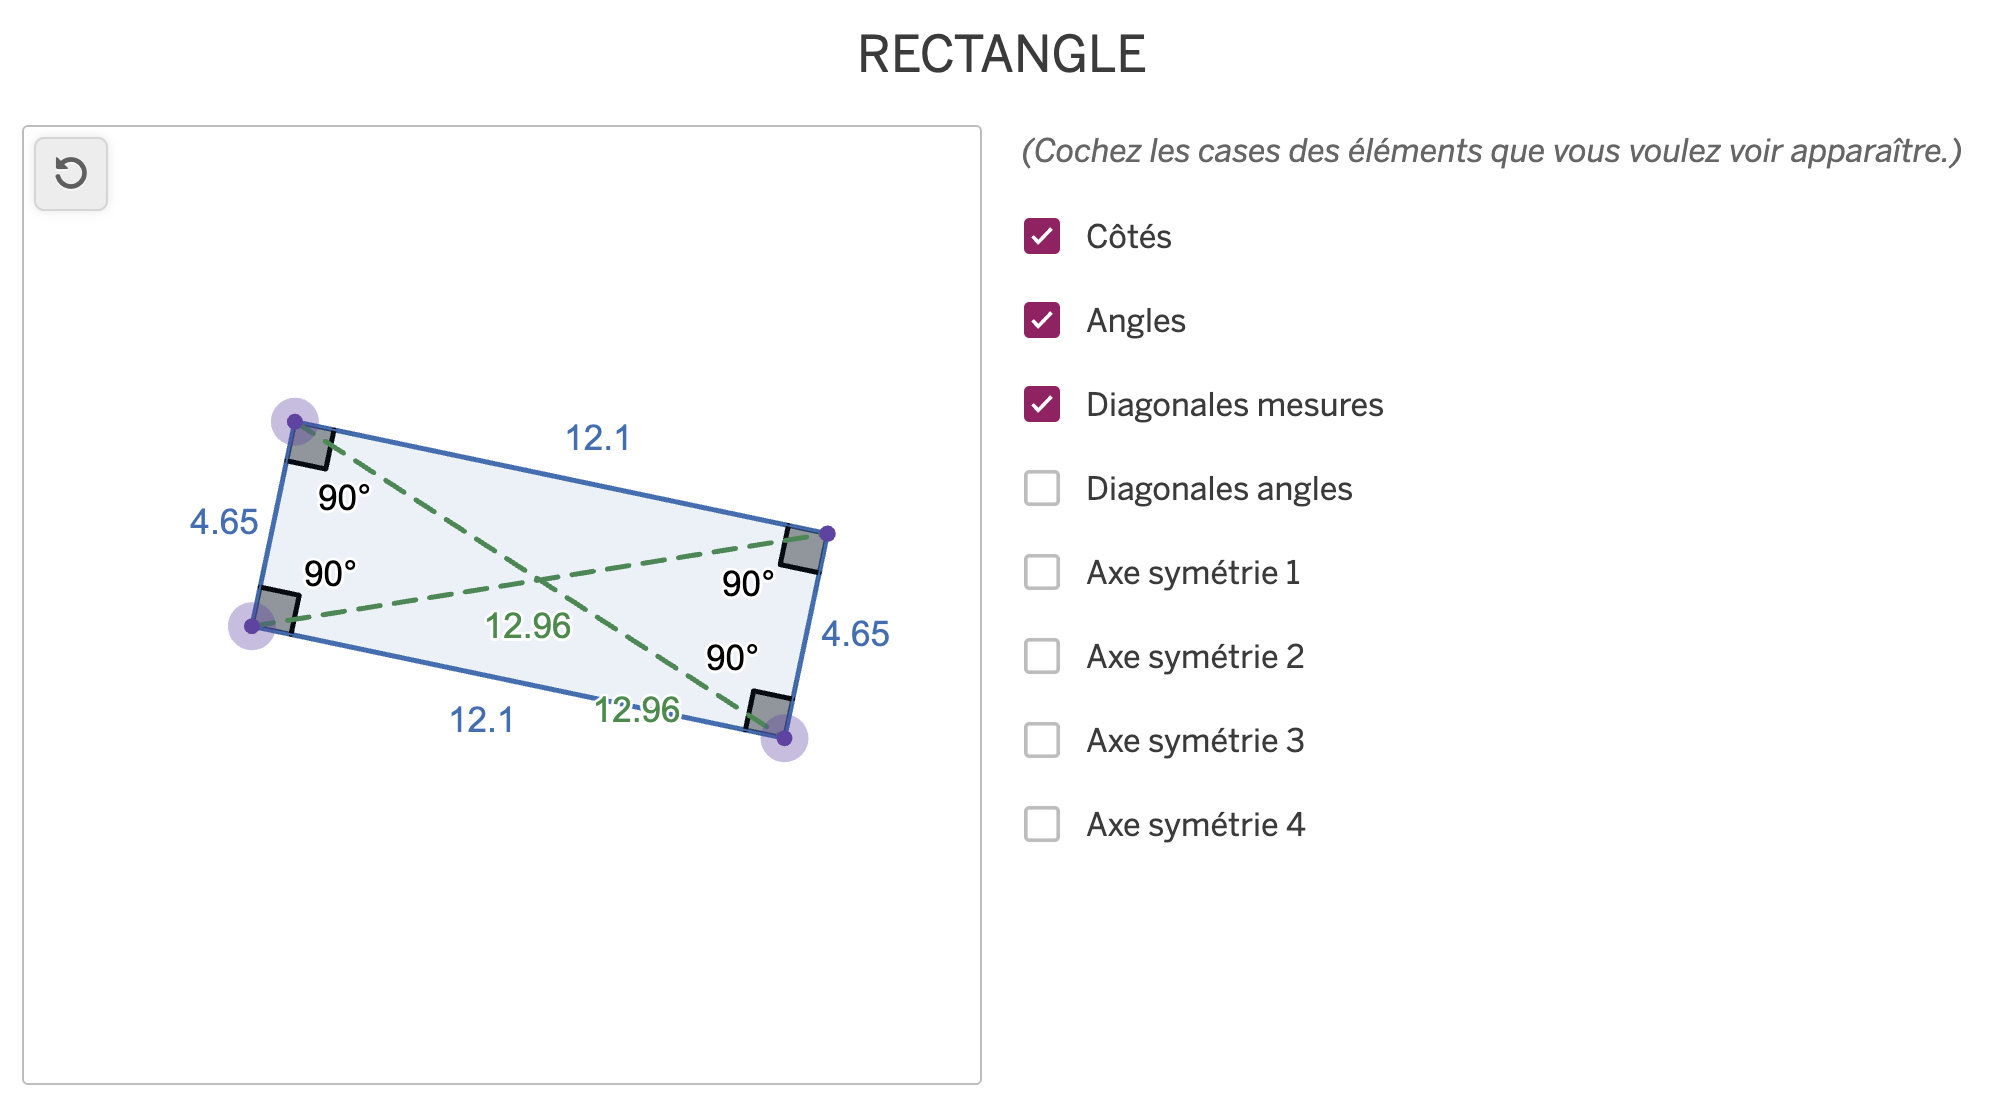 RECTANGLE
(Cochez les cases des éléments que vous voulez voir apparaître.)
Côtés
Angles
Diagonales mesures
Diagonales angles
Axe symétrie 1
Axe symétrie 2
Axe symétrie 3
Axe symétrie 4
12.1
90°
4.65
90°
90°
12.96
4.65
90°
12.96
12.1